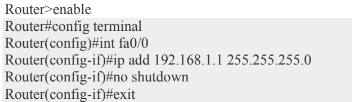 Router>enable
Router#config terminal
Router(config)#int fa0/0
Router(config-if)#ip add 192.168.1.1 255.255.255.0
Router(config-if)#no shutdown
Router(config-if)#exit